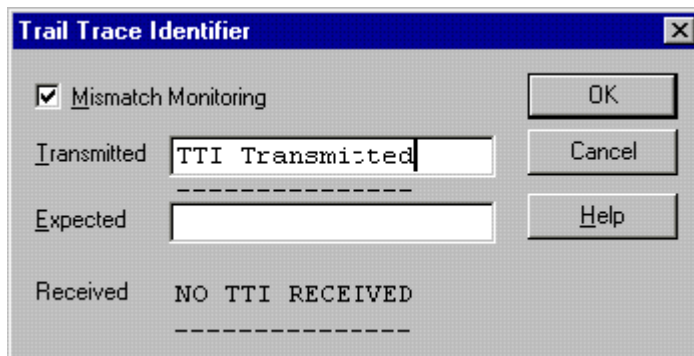 Trail Trace Identifier
Mismatch Monitoring
OK
Transmitted TTI Transmitted
Cancel
---------------
Expected
Help
Received NO TTI RECEIVED
---------------